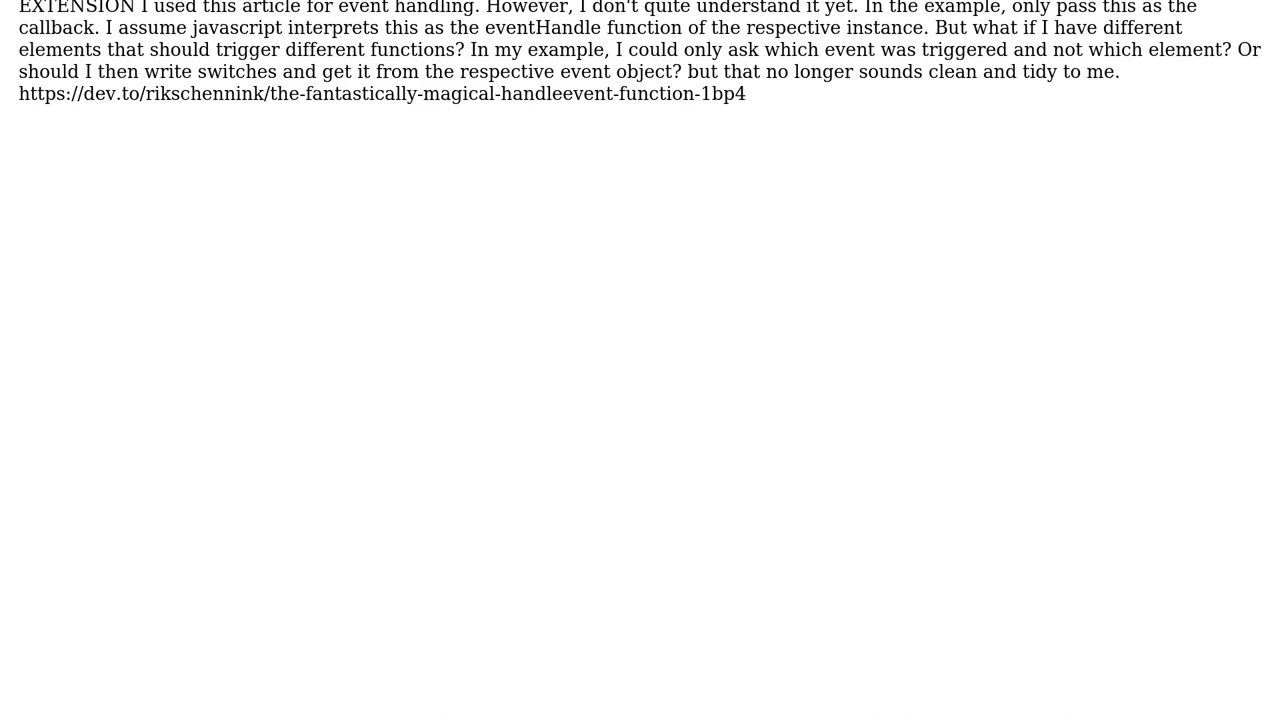 EXTENSION I used this article for event handling. However, I don't quite understand it yet. In the example, only pass this as the
callback. I assume javascript interprets this as the eventHandle function of the respective instance. But what if I have different
elements that should trigger different functions? In my example, I could only ask which event was triggered and not which element? Or
should I then write switches and get it from the respective event object? but that no longer sounds clean and tidy to me.
https://dev.to/rikschennink/the-fantastically-magical-handleevent-function-1bp4